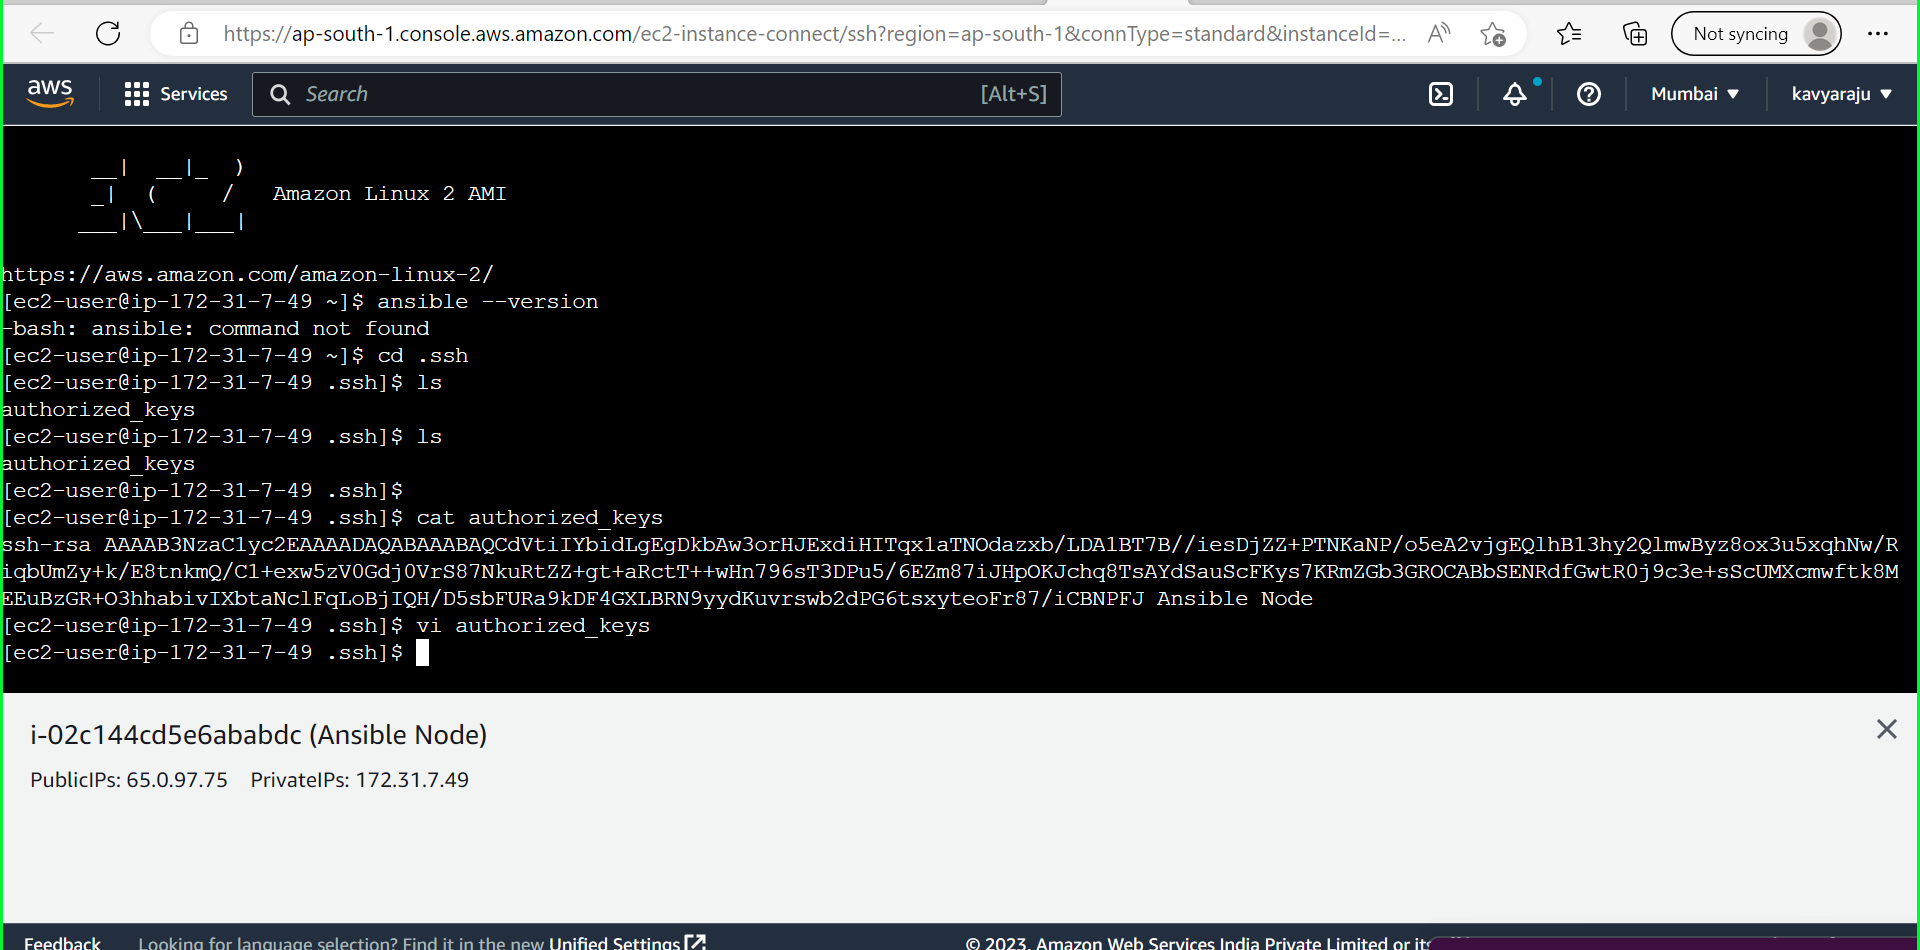 https://ap-south-1.console.aws.amazon.com/ec2-instance-connect/ssh?region=ap-south-1&connType=standard&instanceId=...
Not syncing
aws
Services
Search
[Alt+S]
Mumbai
kavyaraju
__|  __|_  )
_|  (     /   Amazon Linux 2 AMI
___|\___|___|
https://aws.amazon.com/amazon-linux-2/
[ec2-user@ip-172-31-7-49 ~]$ ansible --version
-bash: ansible: command not found
[ec2-user@ip-172-31-7-49 ~]$ cd .ssh
[ec2-user@ip-172-31-7-49 .ssh]$ ls
authorized_keys
[ec2-user@ip-172-31-7-49 .ssh]$ ls
authorized_keys
[ec2-user@ip-172-31-7-49 .ssh]$
[ec2-user@ip-172-31-7-49 .ssh]$ cat authorized_keys
ssh-rsa AAAAB3NzaC1yc2EAAAADAQABAAABAQCdVtiIYbidLgEgDkbAw3orHJExdiHITqx1aTNOdazxb/LDA1BT7B//iesDjZZ+PTNKaNP/o5eA2vjgEQlhB13hy2QlmwByz8ox3u5xqhNw/R
iqbUmZy+k/E8tnkmQ/C1+exw5zV0Gdj0VrS87NkuRtZZ+gt+aRctT++wHn796sT3DPu5/6EZm87iJHpOKJchq8TsAYdSauScFKys7KRmZGb3GROCABbSENRdfGwtR0j9c3e+sScUMXcmwftk8M
EEuBzGR+O3hhabivIXbtaNclFqLoBjIQH/D5sbFURa9kDF4GXLBRN9yydKuvrswb2dPG6tsxyteoFr87/iCBNPFJ Ansible Node
[ec2-user@ip-172-31-7-49 .ssh]$ vi authorized_keys
[ec2-user@ip-172-31-7-49 .ssh]$
i-02c144cd5e6ababdc (Ansible Node)
PublicIPs: 65.0.97.75 PrivateIPs: 172.31.7.49
Feedback
Looking for language selection? Find it in the new Unified Settings
© 2023, Amazon Web Services India Private Limited or its